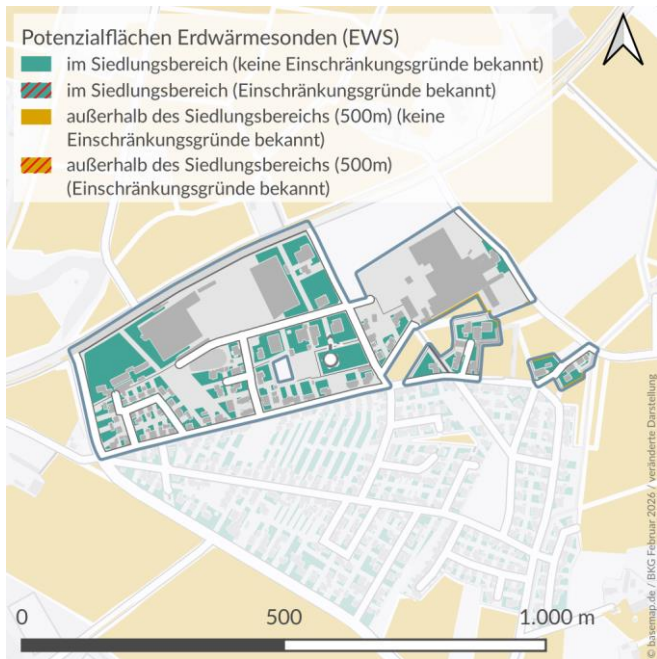 Potenzialflächen Erdwärmesonden (EWS)
im Siedlungsbereich (keine Einschränkungsgründe bekannt)
im Siedlungsbereich (Einschränkungsgründe bekannt)
außerhalb des Siedlungsbereichs (500m) (keine
Einschränkungsgründe bekannt)
außerhalb des Siedlungsbereichs (500m)
(Einschränkungsgründe bekannt)
0 500 1.000 m
© basemap.de / BKG Februar 2026 / veränderte Darstellung